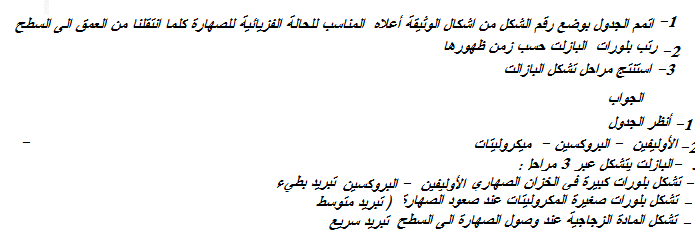 1- اتمم الجدول بوضع رقم الشكل من اشكال الوثيقة أعلاه المناسب للحالة الفزيائية للصهارة كلما انتقلنا من العمق الى السطح
2- رتب بلورات البازلت حسب زمن ظهورها
3- استنتج مراحل تشكل البازالت
الجواب
1- أنظر الجدول
2- الأوليفين - البروكسين - ميكروليتات -
- -البازلت يتشكل عبر 3 مراحل :
- تشكل بلورات كبيرة في الخزان الصهاري الأوليفين - البروكسين تبريد بطيء
- تشكل بلورات صغيرة المكروليتات عند صعود الصهارة ( تبريد متوسط
- تشكل المادة الزجاجية عند وصول الصهارة الى السطح تبريد سريع